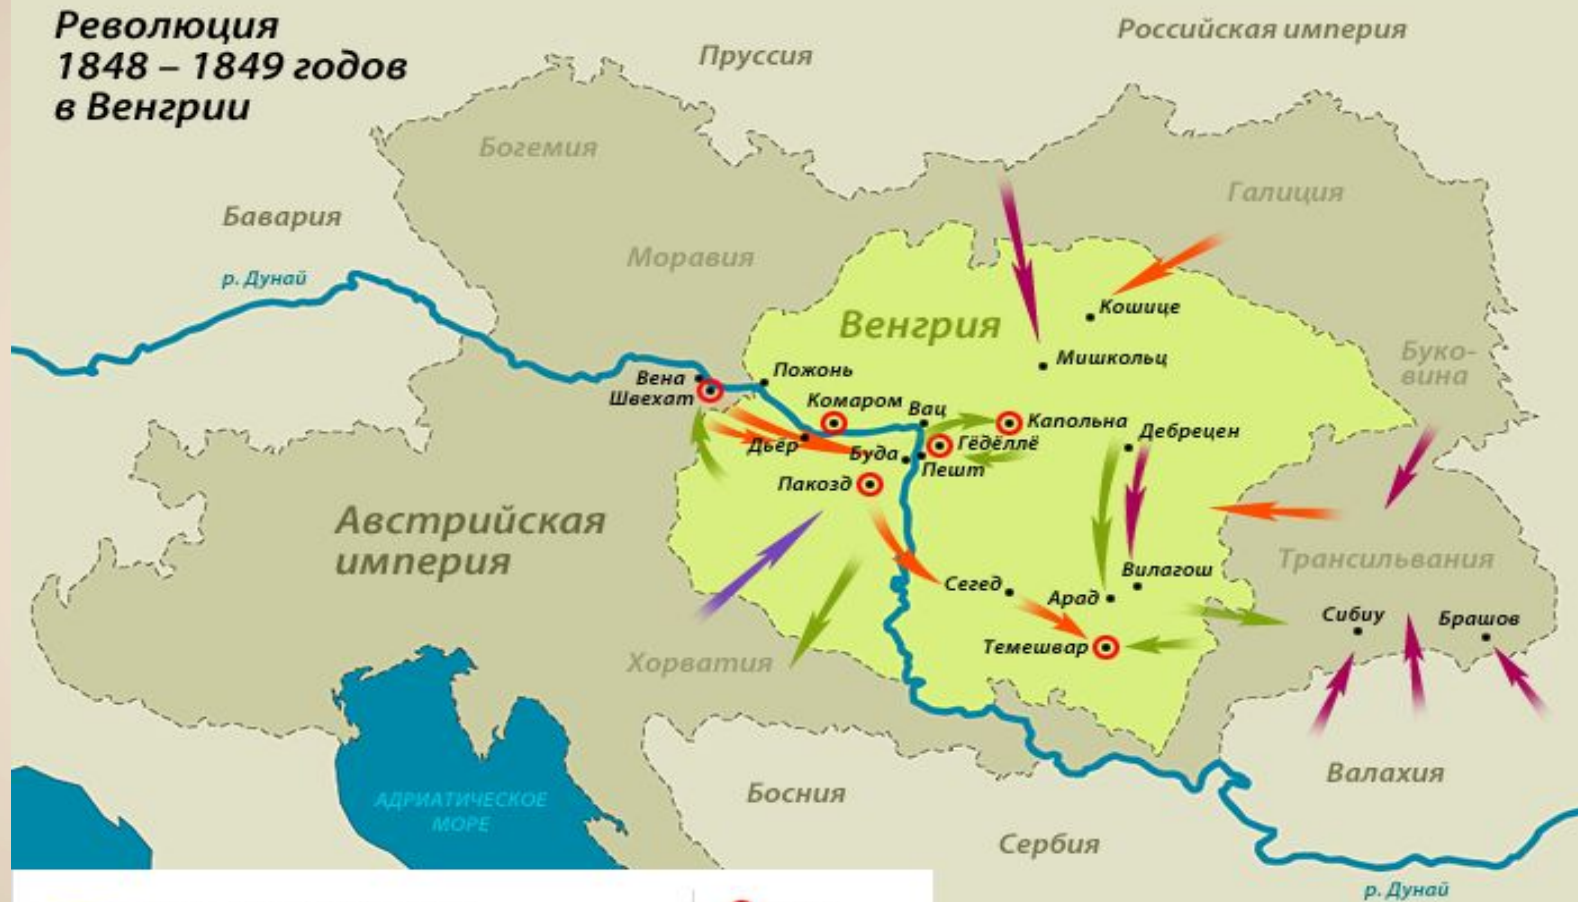 Революция
1848 – 1849 годов
в Венгрии
Пруссия
Российская империя
Богемия
Галиция
Бавария
Моравия
р. Дунай
Кошице
Венгрия
Буко-
вина
Мишкольц
Вена
Пожонь
Швехат
Комаром
Вац
Капольна
Дебрецен
Дьёр
Буда
Гёдёллё
Пешт
Пакозд
Австрийская
империя
Трансильвания
Вилагош
Сегед
Арад
Сибиу
Брашов
Темешвар
Хорватия
Валахия
Босния
АДРИАТИЧЕСКОЕ
МОРЕ
Сербия
р. Дунай